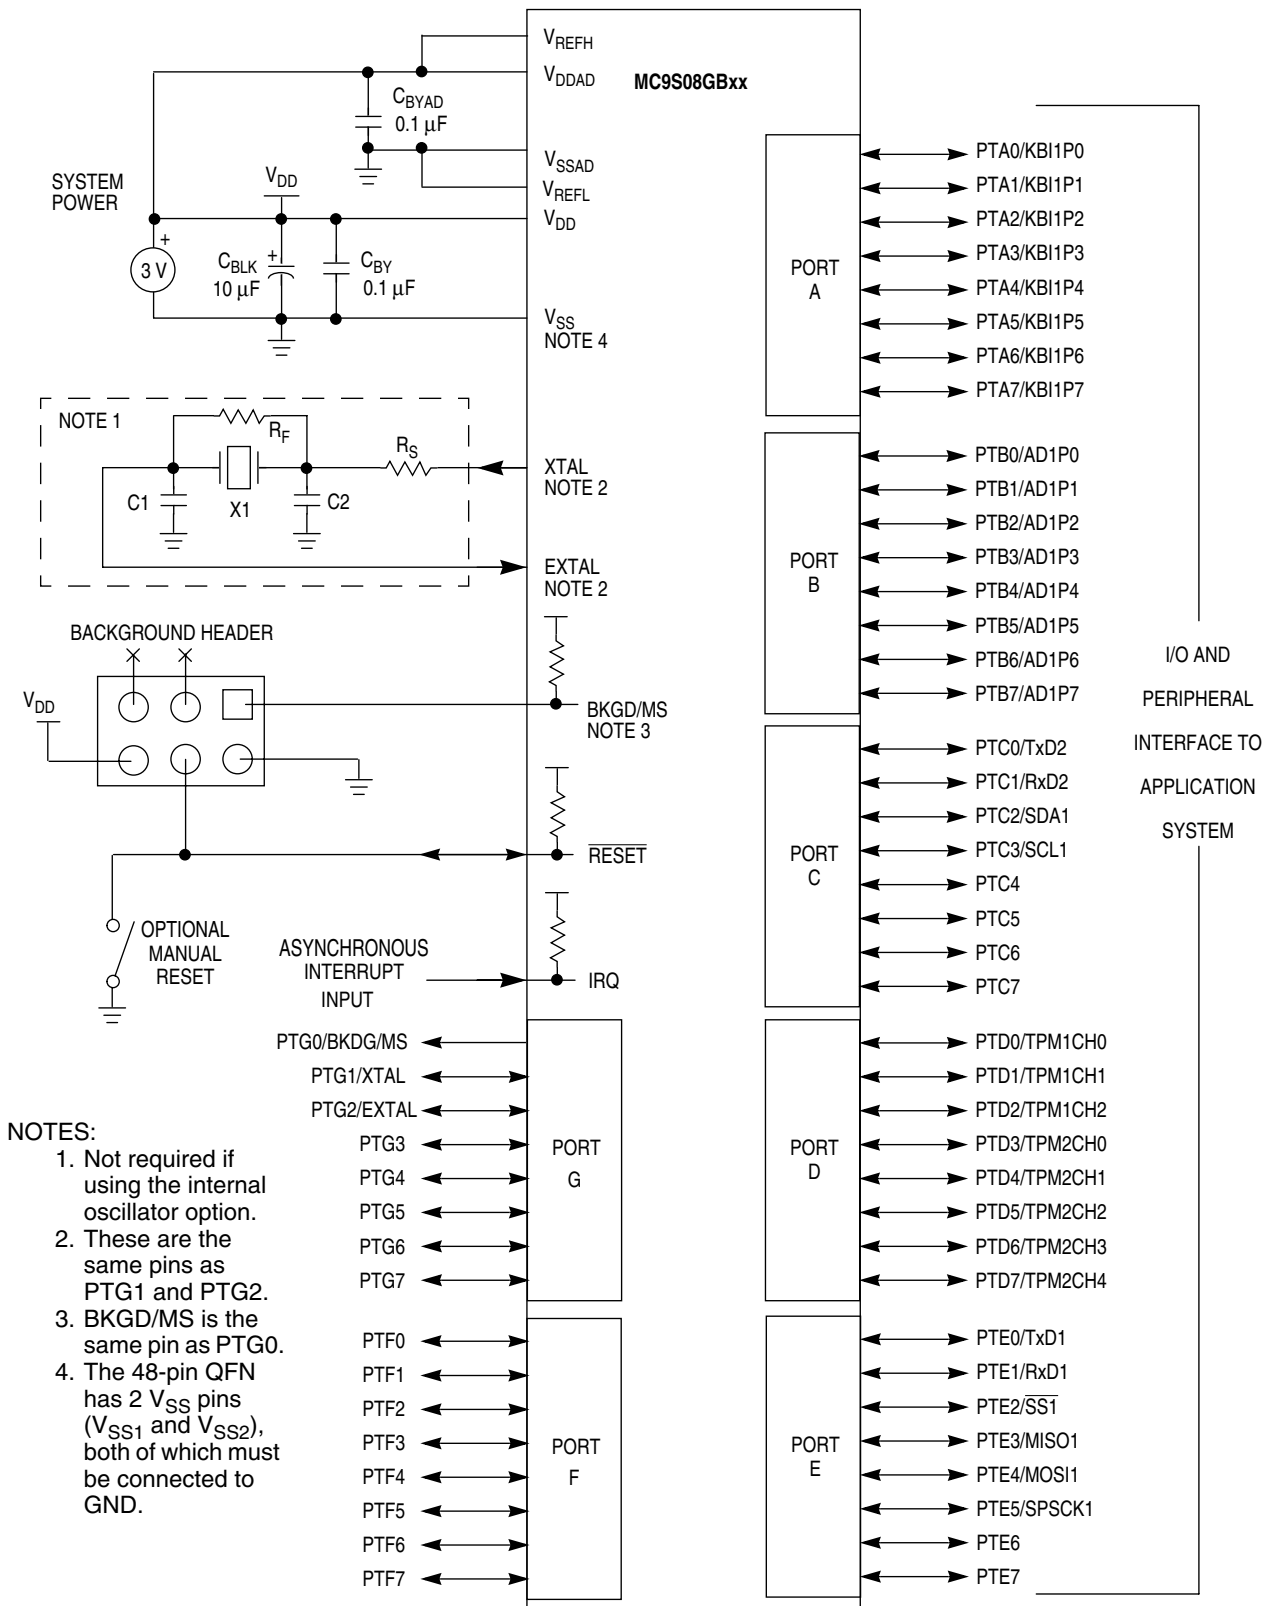 MC9S08GBxx
VREFH
VDDAD
CBYAD
0.1 µF
VSSAD
VREFL
SYSTEM
POWER
VDD
VDD
+
3 V
CBLK
+
10 µF
CBY
0.1 µF
VSS
NOTE 4
NOTE 1
RF
RS
C1
X1
C2
XTAL
NOTE 2
EXTAL
NOTE 2
BACKGROUND HEADER
VDD
BKGD/MS
NOTE 3
RESET
OPTIONAL
MANUAL
RESET
ASYNCHRONOUS
INTERRUPT
INPUT
IRQ
PTG0/BKDG/MS
PTG1/XTAL
PTG2/EXTAL
PTG3
PTG4
PTG5
PTG6
PTG7
PORT
G
PTF0
PTF1
PTF2
PTF3
PTF4
PTF5
PTF6
PTF7
PORT
F
NOTES:
1. Not required if
using the internal
oscillator option.
2. These are the
same pins as
PTG1 and PTG2.
3. BKGD/MS is the
same pin as PTG0.
4. The 48-pin QFN
has 2 VSS pins
(VSS1 and VSS2),
both of which must
be connected to
GND.
PORT
A
PTA0/KBI1P0
PTA1/KBI1P1
PTA2/KBI1P2
PTA3/KBI1P3
PTA4/KBI1P4
PTA5/KBI1P5
PTA6/KBI1P6
PTA7/KBI1P7
PORT
B
PTB0/AD1P0
PTB1/AD1P1
PTB2/AD1P2
PTB3/AD1P3
PTB4/AD1P4
PTB5/AD1P5
PTB6/AD1P6
PTB7/AD1P7
PORT
C
PTC0/TxD2
PTC1/RxD2
PTC2/SDA1
PTC3/SCL1
PTC4
PTC5
PTC6
PTC7
PORT
D
PTD0/TPM1CH0
PTD1/TPM1CH1
PTD2/TPM1CH2
PTD3/TPM2CH0
PTD4/TPM2CH1
PTD5/TPM2CH2
PTD6/TPM2CH3
PTD7/TPM2CH4
PORT
E
PTE0/TxD1
PTE1/RxD1
PTE2/SS1
PTE3/MISO1
PTE4/MOSI1
PTE5/SPSCK1
PTE6
PTE7
I/O AND
PERIPHERAL
INTERFACE TO
APPLICATION
SYSTEM